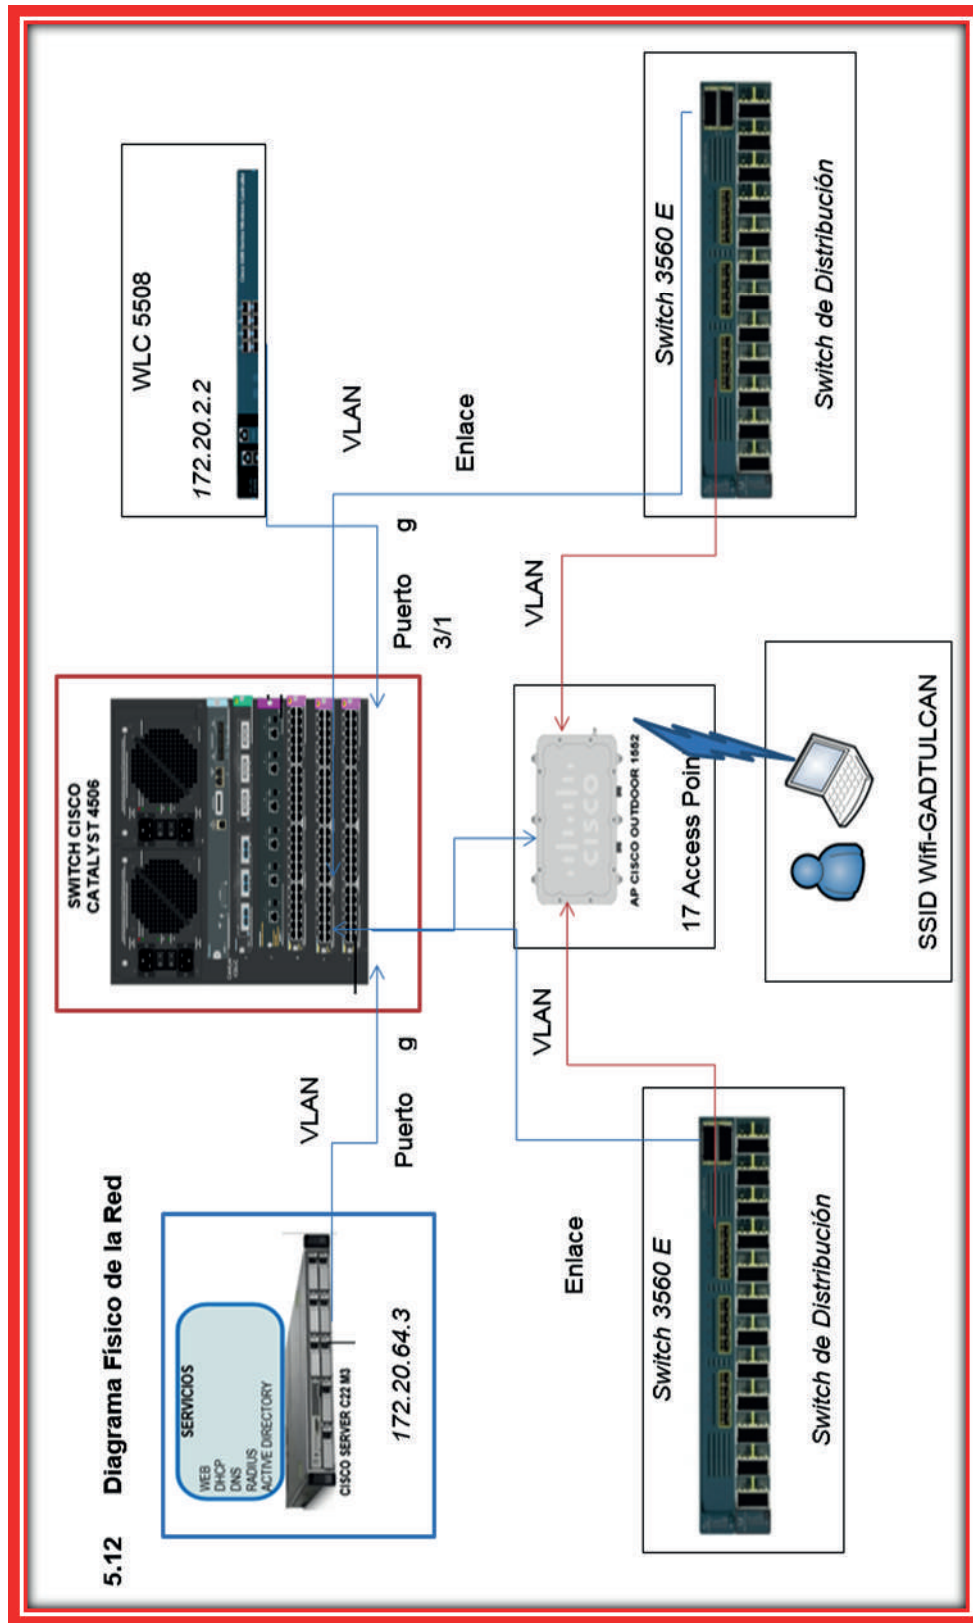 5.12 Diagrama Físico de la Red
SERVICIOS
WEB
DHCP
DNS
RADIUS
ACTIVE DIRECTORY
CISCO SERVER C22 M3
172.20.64.3
VLAN
Puerto g
SWITCH CISCO
CATALYST 4506
WLC 5508
172.20.2.2
VLAN
Enlace
Puerto g
3/1
Enlace
VLAN
CISCO
AP CISCO OUTDOOR 1552
17 Access Poin
VLAN
Switch 3560 E
Switch de Distribución
SSID Wifi-GADTULCAN
Switch 3560 E
Switch de Distribución